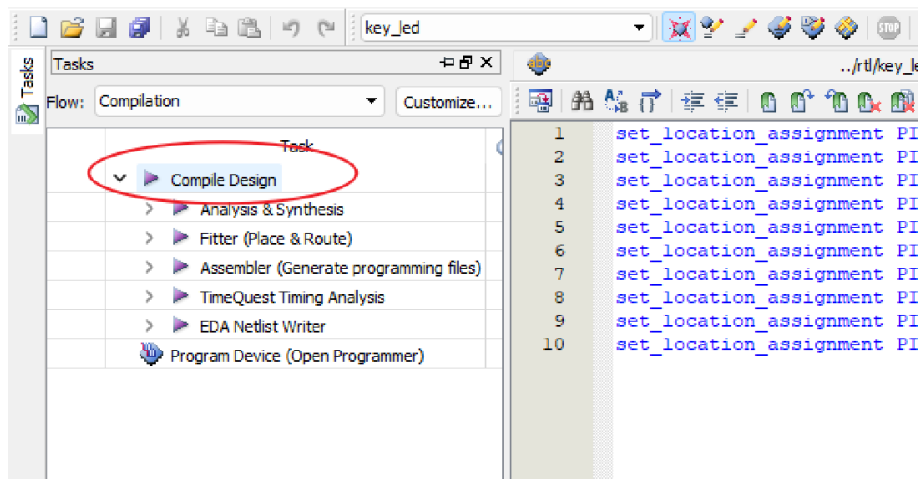 key_led
STOP
Tasks
Tasks
../rtl/key_le
Flow: Compilation
Customize...
Task
Compile Design
Analysis & Synthesis
Fitter (Place & Route)
Assembler (Generate programming files)
TimeQuest Timing Analysis
EDA Netlist Writer
Program Device (Open Programmer)
1 set_location_assignment PI
2 set_location_assignment PI
3 set_location_assignment PI
4 set_location_assignment PI
5 set_location_assignment PI
6 set_location_assignment PI
7 set_location_assignment PI
8 set_location_assignment PI
9 set_location_assignment PI
10 set_location_assignment PI